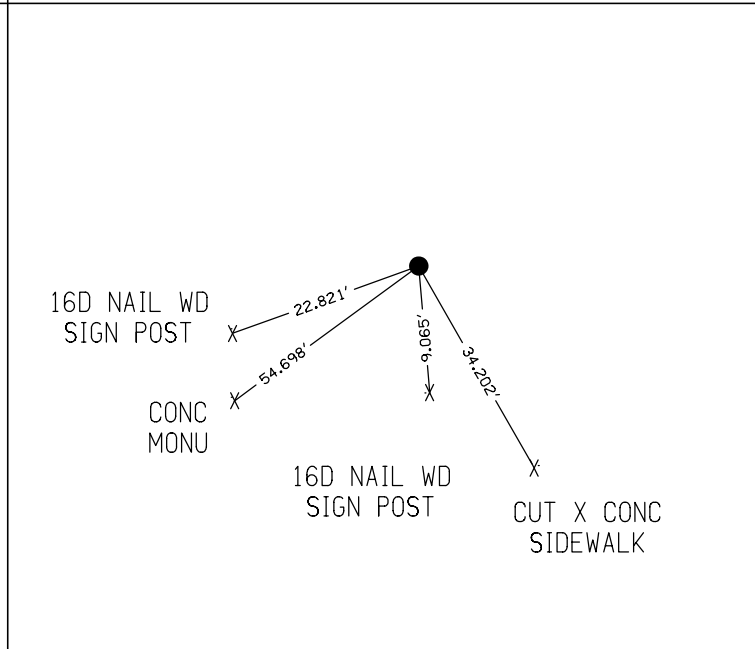 16D NAIL WD
SIGN POST
22.821'
54.698'
9.065'
34.202'
CONC
MONU
16D NAIL WD
SIGN POST
CUT X CONC
SIDEWALK